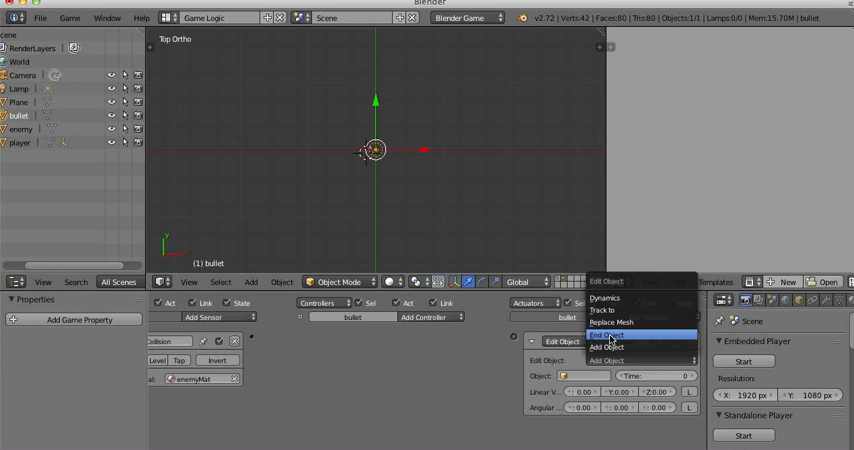 Blender
File Game Window Help Game Logic Scene Blender Game v2.72 | Verts:42 | Faces:80 | Tris:80 | Objects:1/1 | Lamps:0/0 | Mem:15.70M | bullet
cene
RenderLayers
World
Camera
Lamp
Plane
bullet
enemy
player
Top Ortho
y
(1) bullet
View Search All Scenes
View Select Add Object Object Mode Global
Templates New Open
Edit Object
Dynamics
Track to
Replace Mesh
End Object
Add Object
Add Object
Properties
Add Game Property
Act Link State
Add Sensor
Collision
Level Tap Invert
al: enemyMat
Controllers Sel Act Link
bullet Add Controller
Actuators Sel
bullet
Edit Object
Edit Object:
Object: Time: 0
Linear V... : 0.00 Y:0.00 Z:0.00 L
Angular ... : 0.00 : 0.00 : 0.00 L
Scene
Embedded Player
Start
Resolution:
X: 1920 px Y: 1080 px
Standalone Player
Start